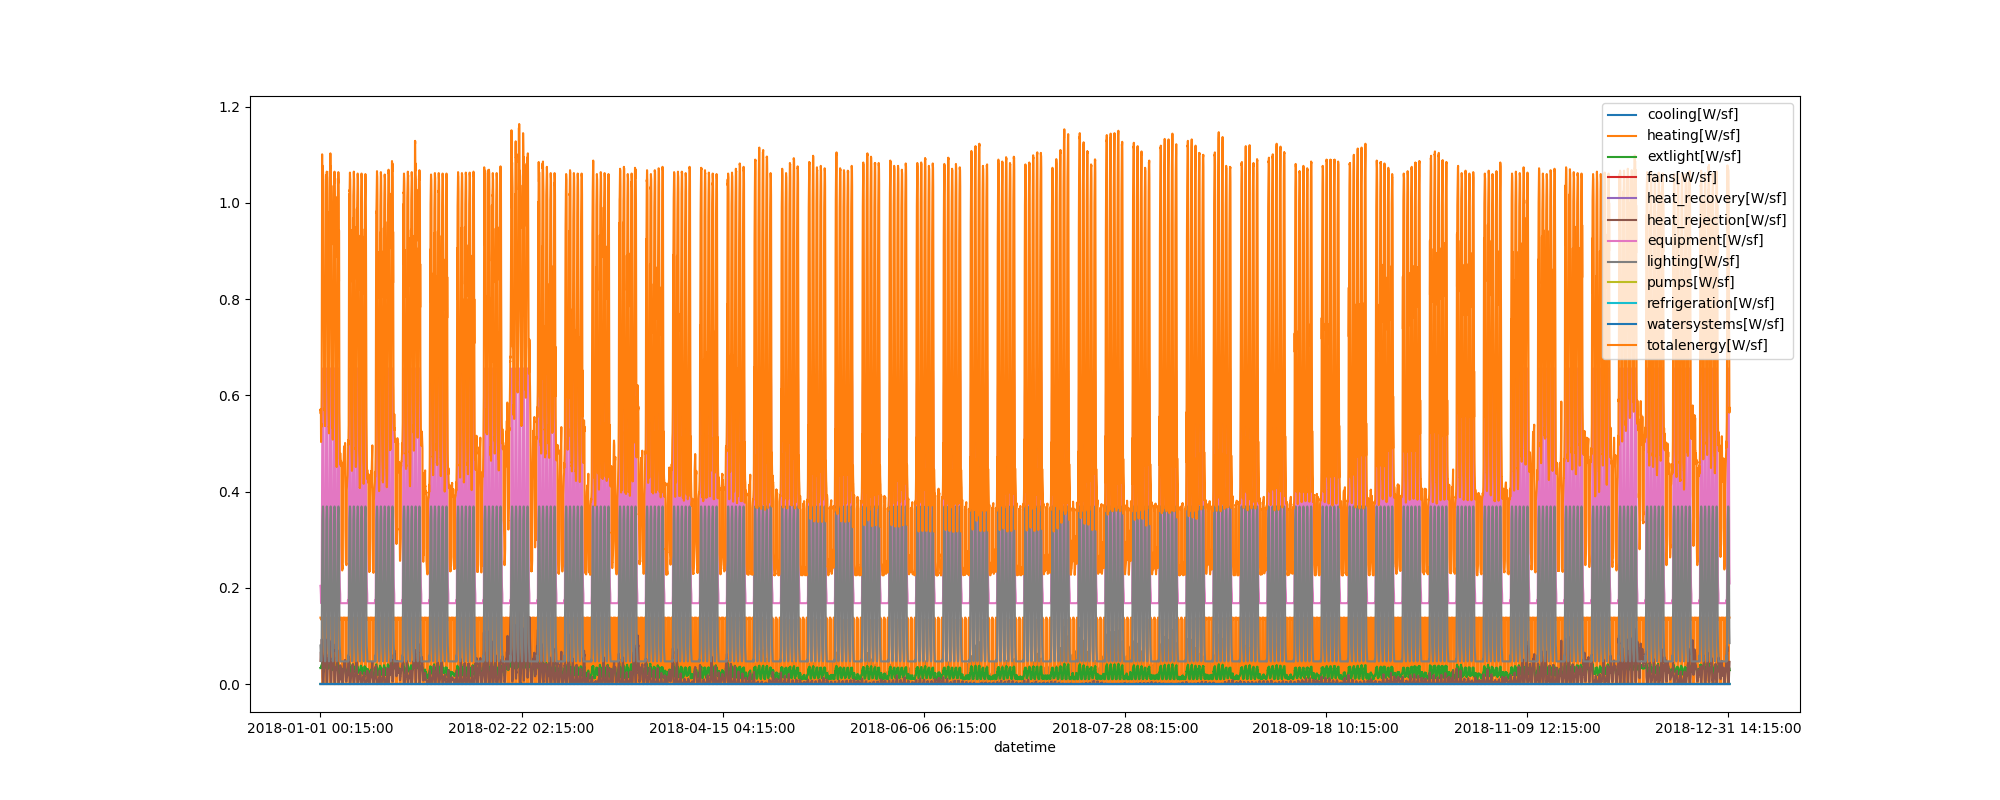 1.2
1.0
0.8
0.6
0.4
0.2
0.0
cooling[W/sf]
heating[W/sf]
extlight[W/sf]
fans[W/sf]
heat_recovery[W/sf]
heat_rejection[W/sf]
equipment[W/sf]
lighting[W/sf]
pumps[W/sf]
refrigeration[W/sf]
watersystems[W/sf]
totalenergy[W/sf]
2018-01-01 00:15:00 2018-02-22 02:15:00 2018-04-15 04:15:00 2018-06-06 06:15:00 2018-07-28 08:15:00 2018-09-18 10:15:00 2018-11-09 12:15:00 2018-12-31 14:15:00
datetime